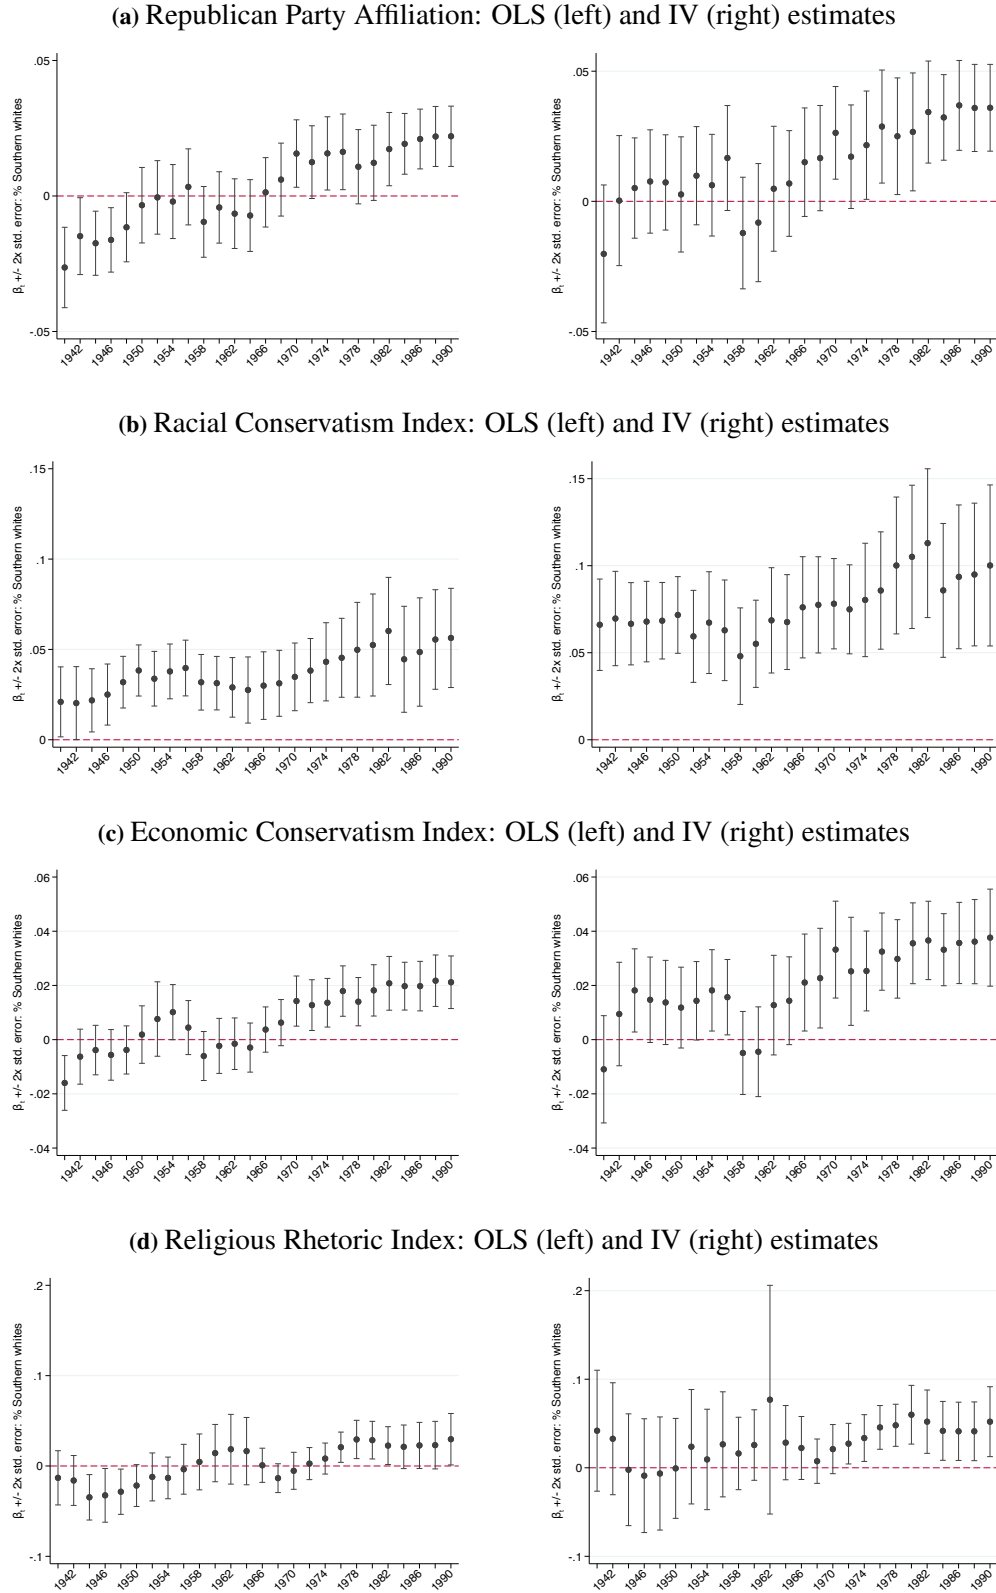 (a) Republican Party Affiliation: OLS (left) and IV (right) estimates
.05
0
-.05
βt +/- 2x std. error: % Southern whites
1942 1946 1950 1954 1958 1962 1966 1970 1974 1978 1982 1986 1990
.05
0
-.05
βt +/- 2x std. error: % Southern whites
1942 1946 1950 1954 1958 1962 1966 1970 1974 1978 1982 1986 1990
(b) Racial Conservatism Index: OLS (left) and IV (right) estimates
.15
.1
.05
0
βt +/- 2x std. error: % Southern whites
1942 1946 1950 1954 1958 1962 1966 1970 1974 1978 1982 1986 1990
.15
.1
.05
0
βt +/- 2x std. error: % Southern whites
1942 1946 1950 1954 1958 1962 1966 1970 1974 1978 1982 1986 1990
(c) Economic Conservatism Index: OLS (left) and IV (right) estimates
.06
.04
.02
0
-.02
-.04
βt +/- 2x std. error: % Southern whites
1942 1946 1950 1954 1958 1962 1966 1970 1974 1978 1982 1986 1990
.06
.04
.02
0
-.02
-.04
βt +/- 2x std. error: % Southern whites
1942 1946 1950 1954 1958 1962 1966 1970 1974 1978 1982 1986 1990
(d) Religious Rhetoric Index: OLS (left) and IV (right) estimates
.2
.1
0
-.1
βt +/- 2x std. error: % Southern whites
1942 1946 1950 1954 1958 1962 1966 1970 1974 1978 1982 1986 1990
.2
.1
0
-.1
βt +/- 2x std. error: % Southern whites
1942 1946 1950 1954 1958 1962 1966 1970 1974 1978 1982 1986 1990